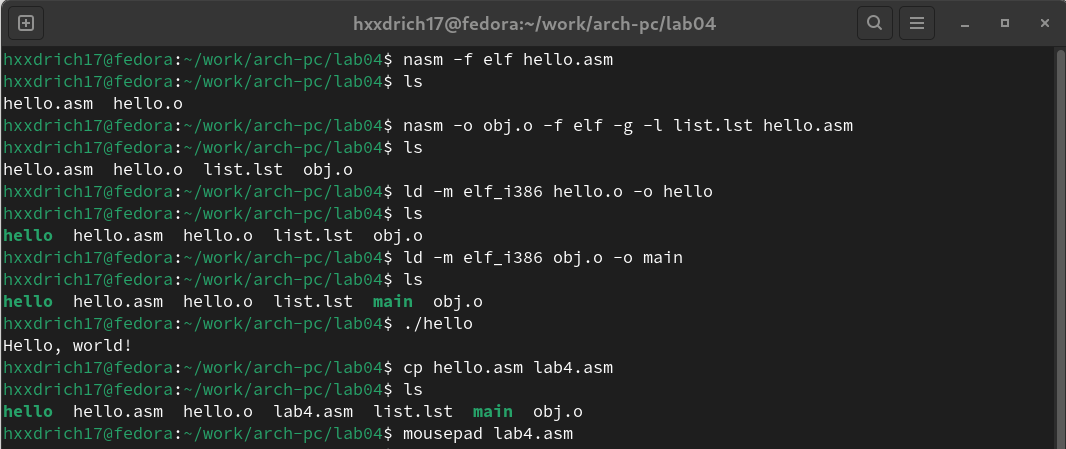 hxxdrich17@fedora:~/work/arch-pc/lab04
hxxdrich17@fedora:~/work/arch-pc/lab04$ nasm -f elf hello.asm
hxxdrich17@fedora:~/work/arch-pc/lab04$ ls
hello.asm  hello.o
hxxdrich17@fedora:~/work/arch-pc/lab04$ nasm -o obj.o -f elf -g -l list.lst hello.asm
hxxdrich17@fedora:~/work/arch-pc/lab04$ ls
hello.asm  hello.o  list.lst  obj.o
hxxdrich17@fedora:~/work/arch-pc/lab04$ ld -m elf_i386 hello.o -o hello
hxxdrich17@fedora:~/work/arch-pc/lab04$ ls
hello  hello.asm  hello.o  list.lst  obj.o
hxxdrich17@fedora:~/work/arch-pc/lab04$ ld -m elf_i386 obj.o -o main
hxxdrich17@fedora:~/work/arch-pc/lab04$ ls
hello  hello.asm  hello.o  list.lst  main  obj.o
hxxdrich17@fedora:~/work/arch-pc/lab04$ ./hello
Hello, world!
hxxdrich17@fedora:~/work/arch-pc/lab04$ cp hello.asm lab4.asm
hxxdrich17@fedora:~/work/arch-pc/lab04$ ls
hello  hello.asm  hello.o  lab4.asm  list.lst  main  obj.o
hxxdrich17@fedora:~/work/arch-pc/lab04$ mousepad lab4.asm